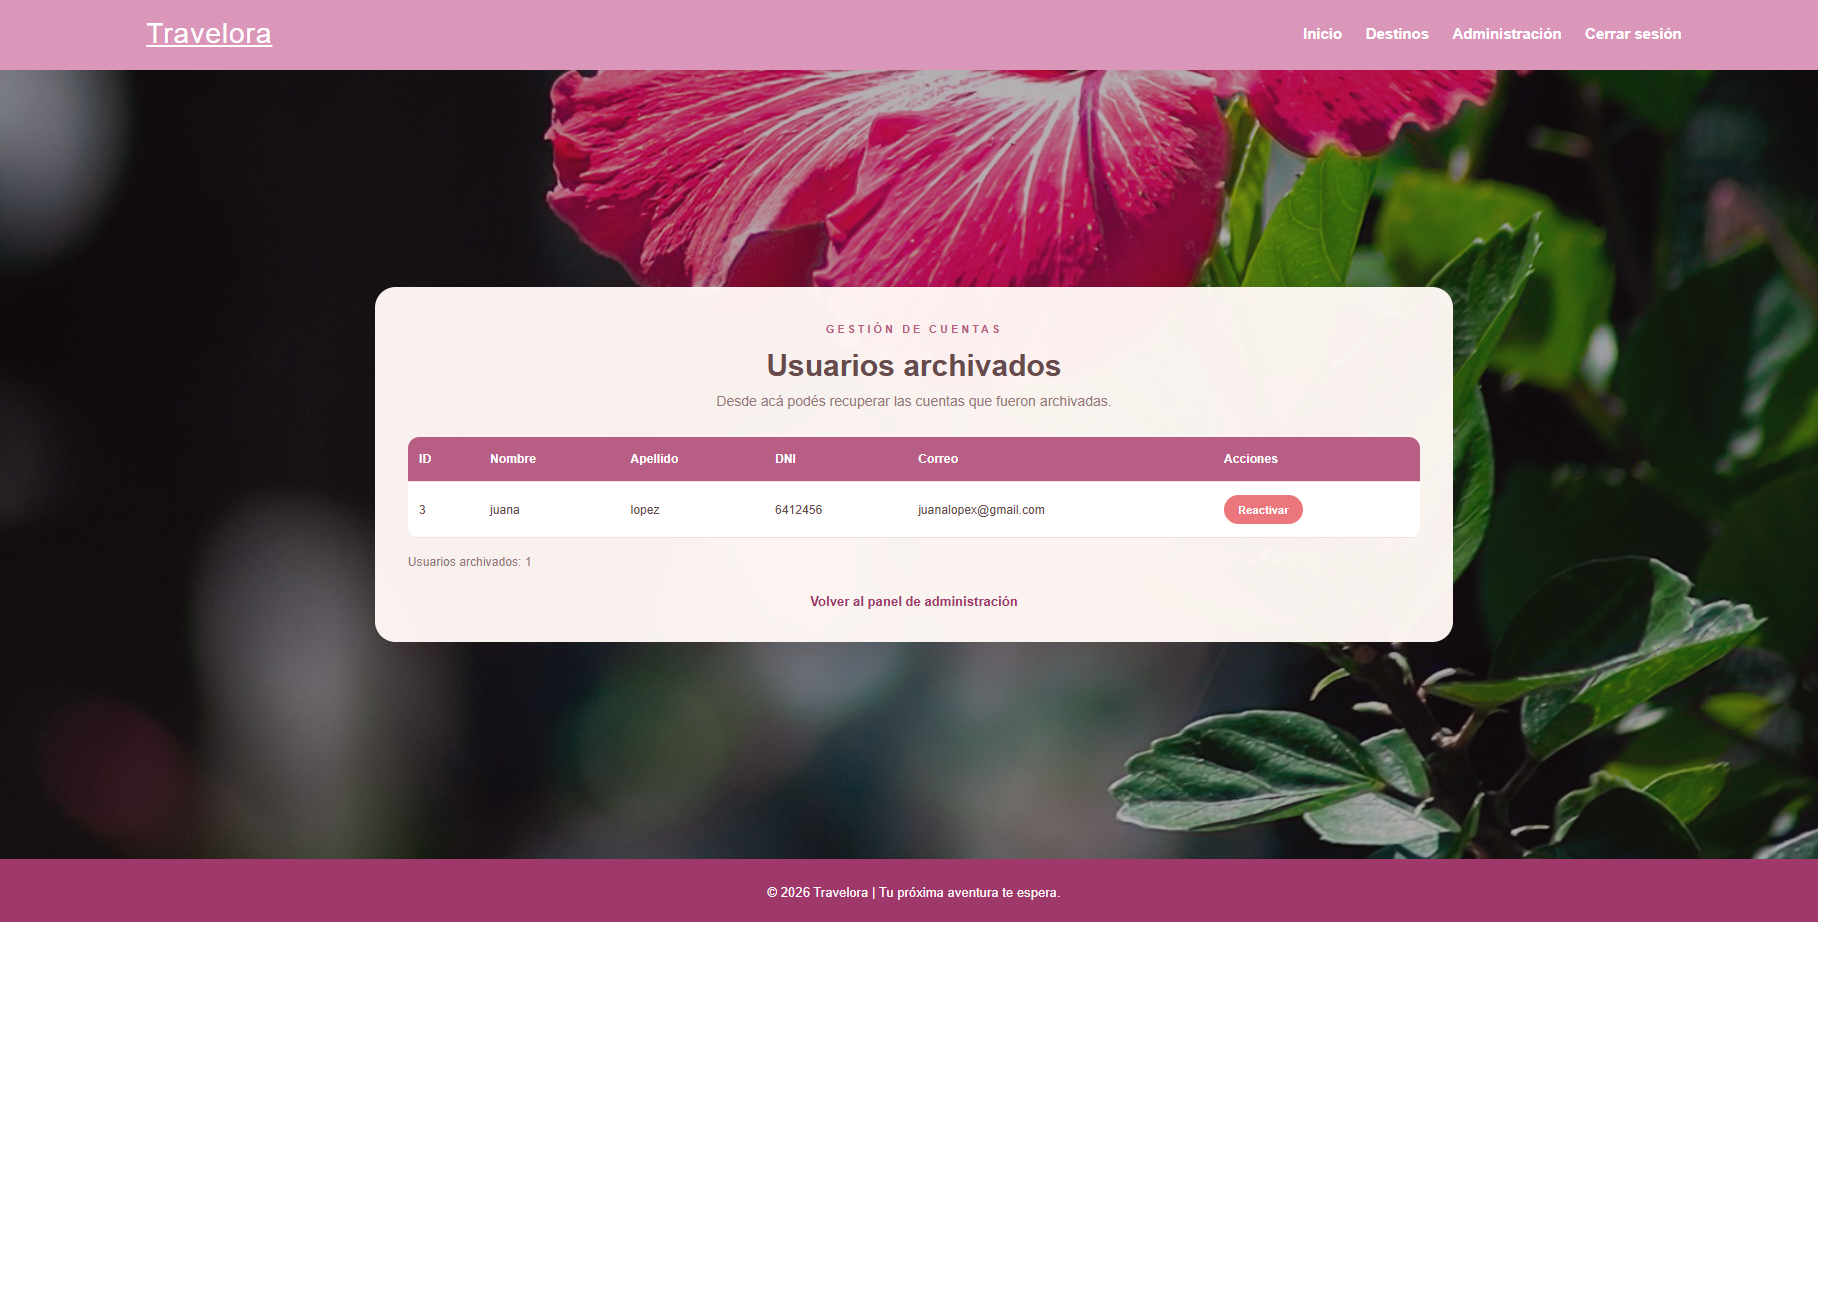 Travelora
Inicio Destinos Administración Cerrar sesión
GESTIÓN DE CUENTAS
Usuarios archivados
Desde acá podés recuperar las cuentas que fueron archivadas.
ID Nombre Apellido DNI Correo Acciones
3 juana lopez 6412456 juanalopex@gmail.com Reactivar
Usuarios archivados: 1
Volver al panel de administración
© 2026 Travelora | Tu próxima aventura te espera.